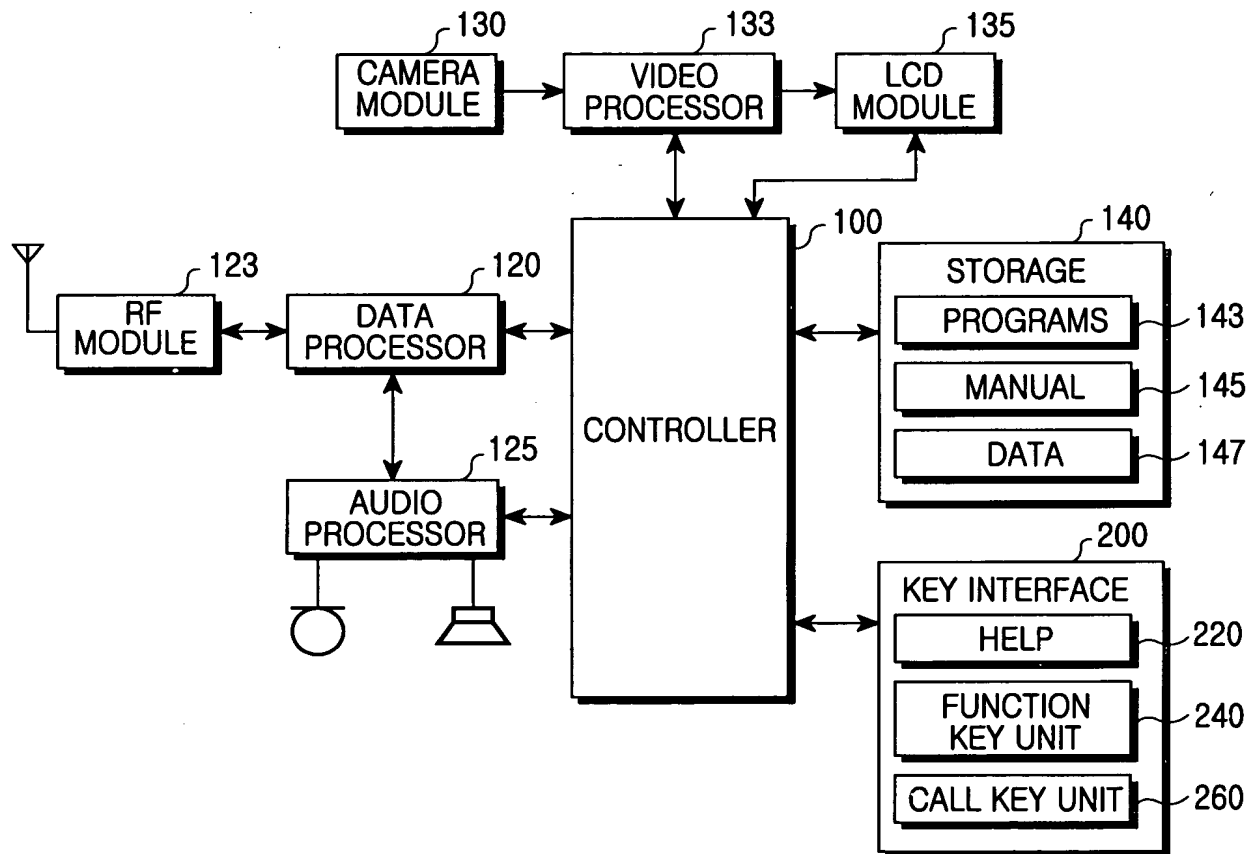 130
133
135
CAMERA
MODULE
VIDEO
PROCESSOR
LCD
MODULE
100
140
123
120
STORAGE
RF
MODULE
DATA
PROCESSOR
PROGRAMS
143
MANUAL
145
CONTROLLER
DATA
147
125
AUDIO
PROCESSOR
200
KEY INTERFACE
HELP
220
FUNCTION
KEY UNIT
240
CALL KEY UNIT
260